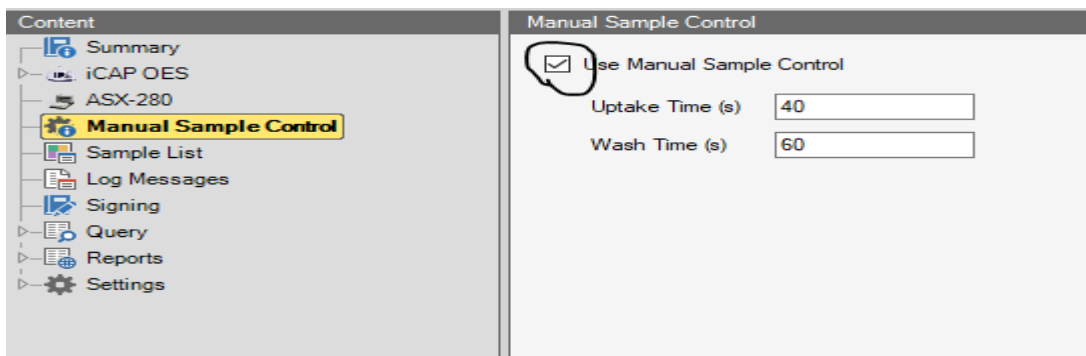 Content
Summary
iCAP OES
ASX-280
Manual Sample Control
Sample List
Log Messages
Signing
Query
Reports
Settings
Manual Sample Control
Use Manual Sample Control
Uptake Time (s) 40
Wash Time (s) 60